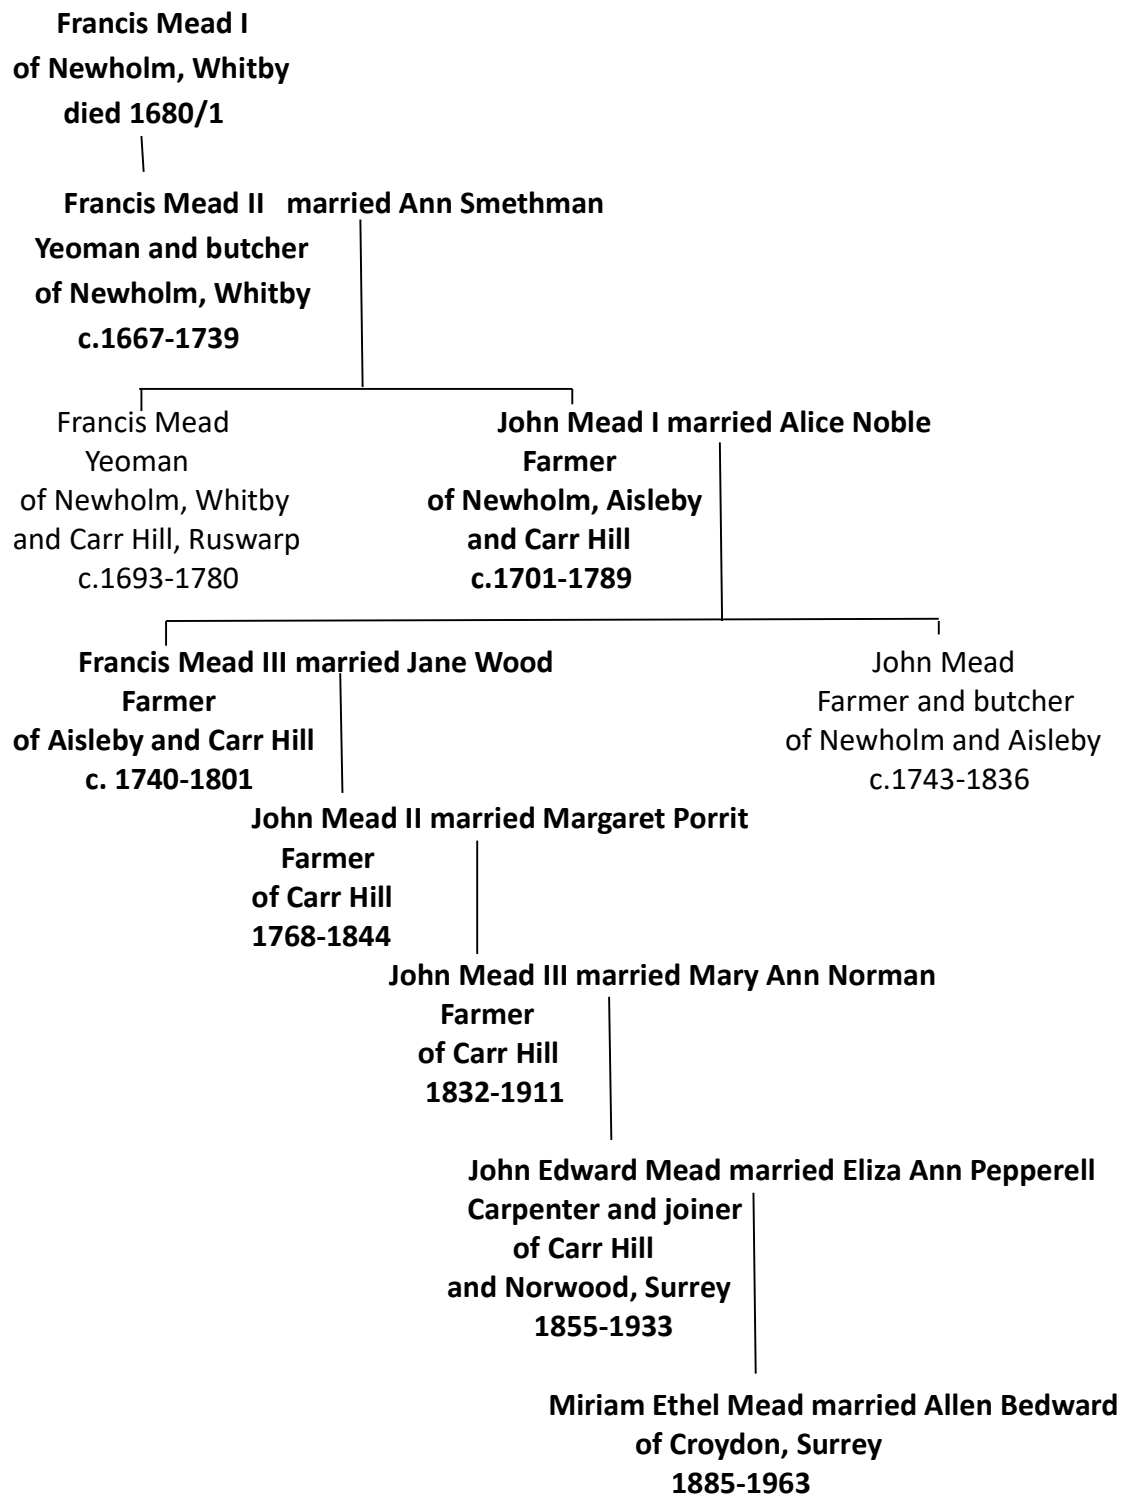 Francis Mead I
of Newholm, Whitby
died 1680/1
Francis Mead II married Ann Smethman
Yeoman and butcher
of Newholm, Whitby
c.1667-1739
Francis Mead
Yeoman
of Newholm, Whitby
and Carr Hill, Ruswarp
c.1693-1780
John Mead I married Alice Noble
Farmer
of Newholm, Aisleby
and Carr Hill
c.1701-1789
Francis Mead III married Jane Wood
Farmer
of Aisleby and Carr Hill
c. 1740-1801
John Mead
Farmer and butcher
of Newholm and Aisleby
c.1743-1836
John Mead II married Margaret Porrit
Farmer
of Carr Hill
1768-1844
John Mead III married Mary Ann Norman
Farmer
of Carr Hill
1832-1911
John Edward Mead married Eliza Ann Pepperell
Carpenter and joiner
of Carr Hill
and Norwood, Surrey
1855-1933
Miriam Ethel Mead married Allen Bedward
of Croydon, Surrey
1885-1963